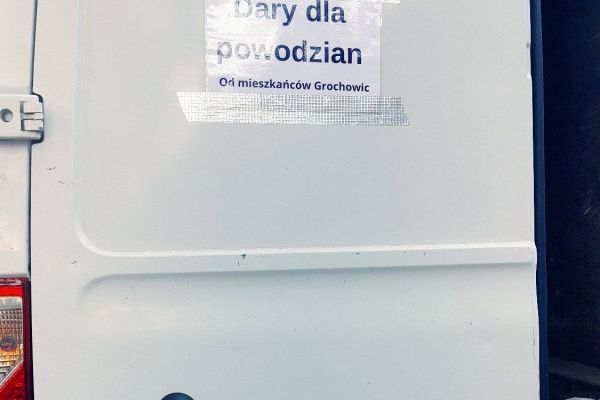 Dary dla
powodzian
Od mieszkańców Grochowic